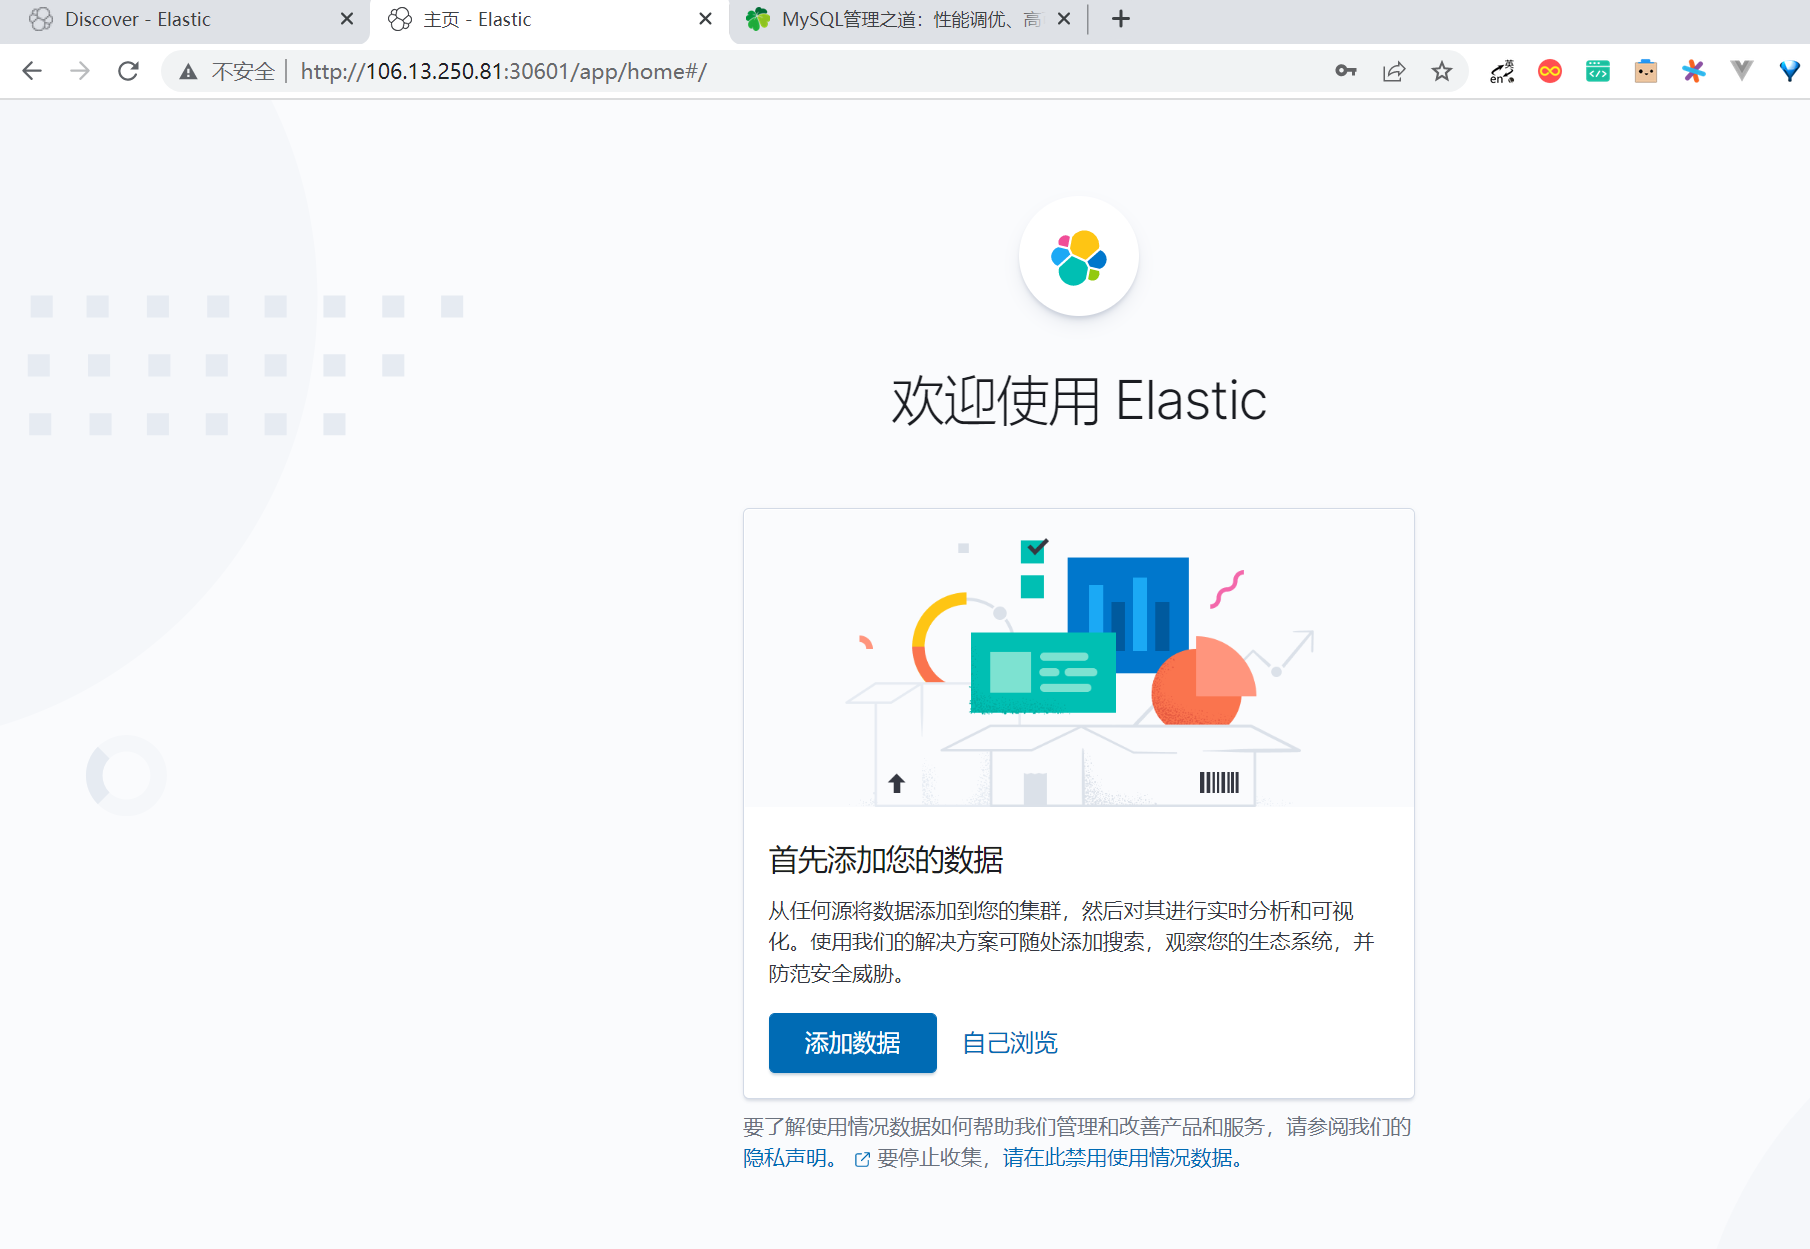 Discover - Elastic
主页 - Elastic
MySQL管理之道：性能调优、高
不安全
http://106.13.250.81:30601/app/home#/
英
en
欢迎使用 Elastic
首先添加您的数据
从任何源将数据添加到您的集群，然后对其进行实时分析和可视
化。使用我们的解决方案可随处添加搜索，观察您的生态系统，并
防范安全威胁。
添加数据
自己浏览
要了解使用情况数据如何帮助我们管理和改善产品和服务，请参阅我们的
隐私声明。 要停止收集，请在此禁用使用情况数据。